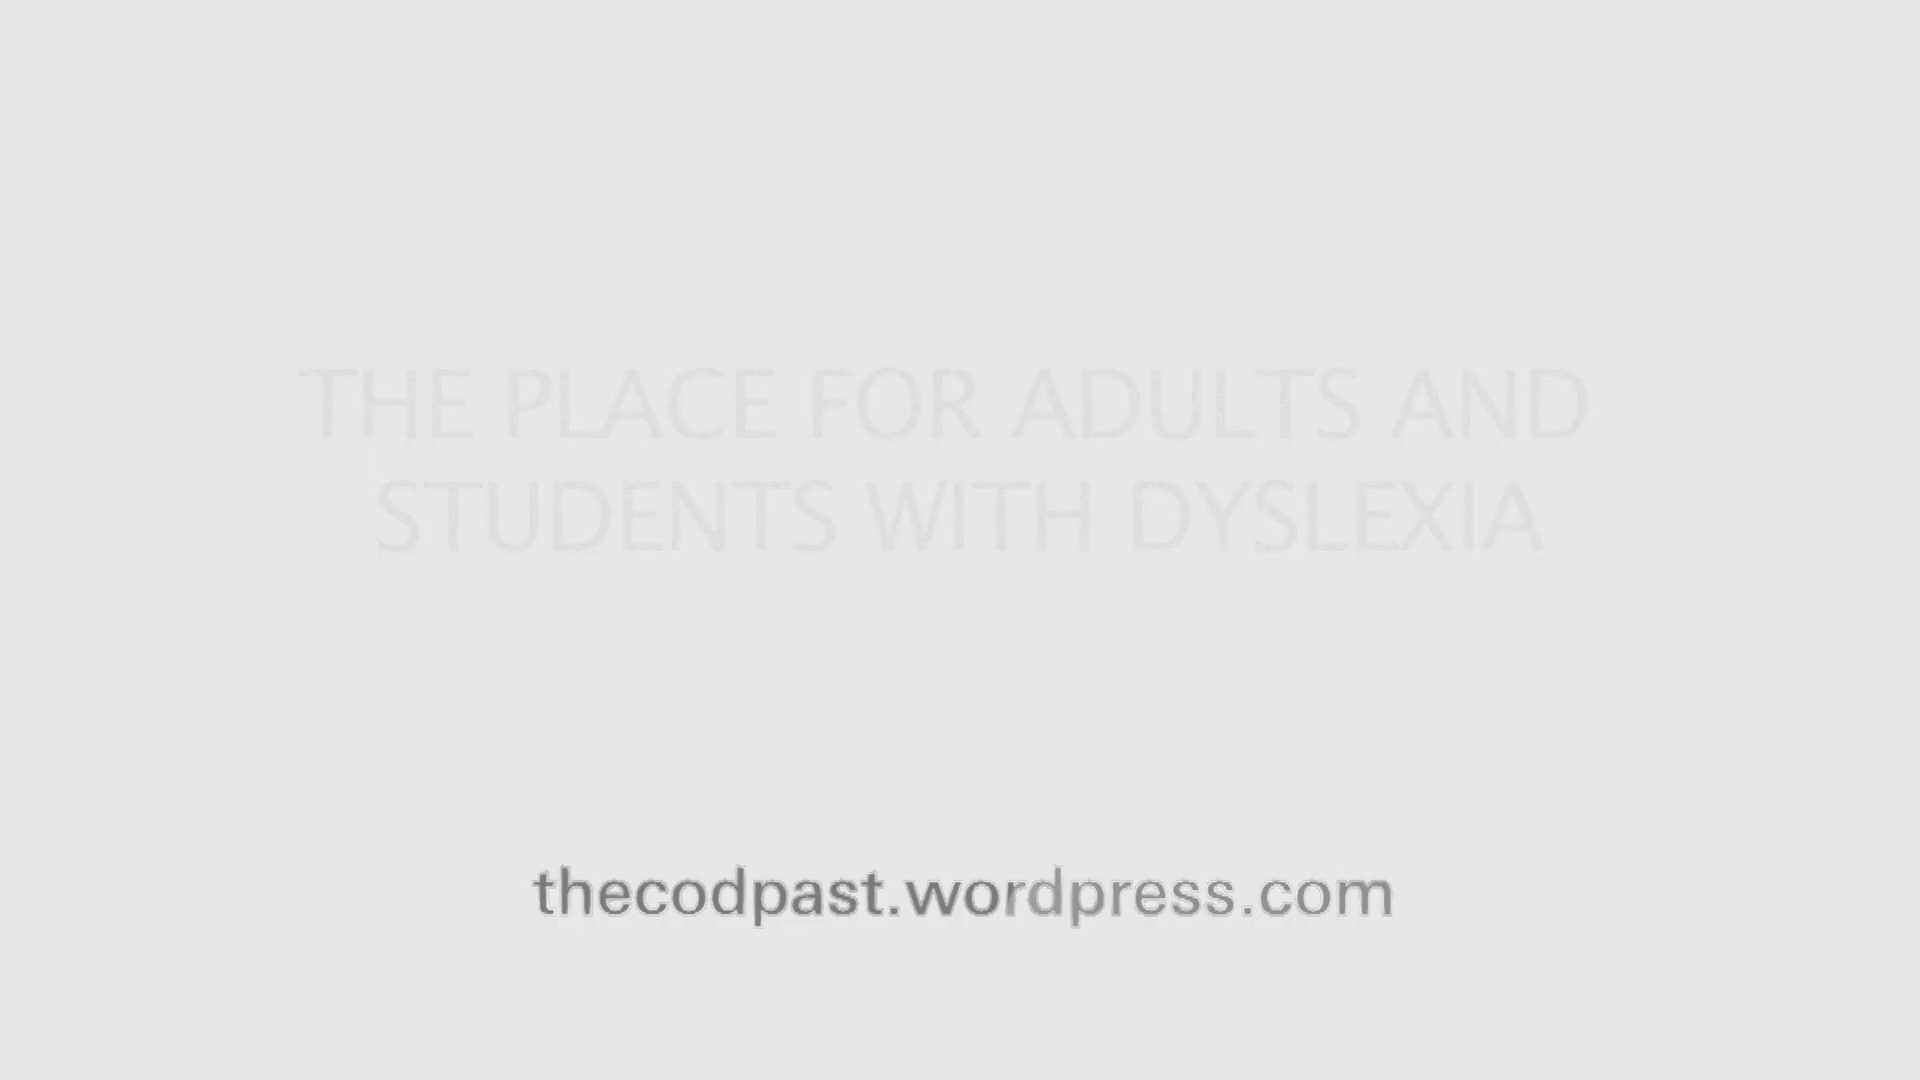 THE PLACE FOR ADULTS AND
STUDENTS WITH DYSLEXIA
thecodpast.wordpress.com